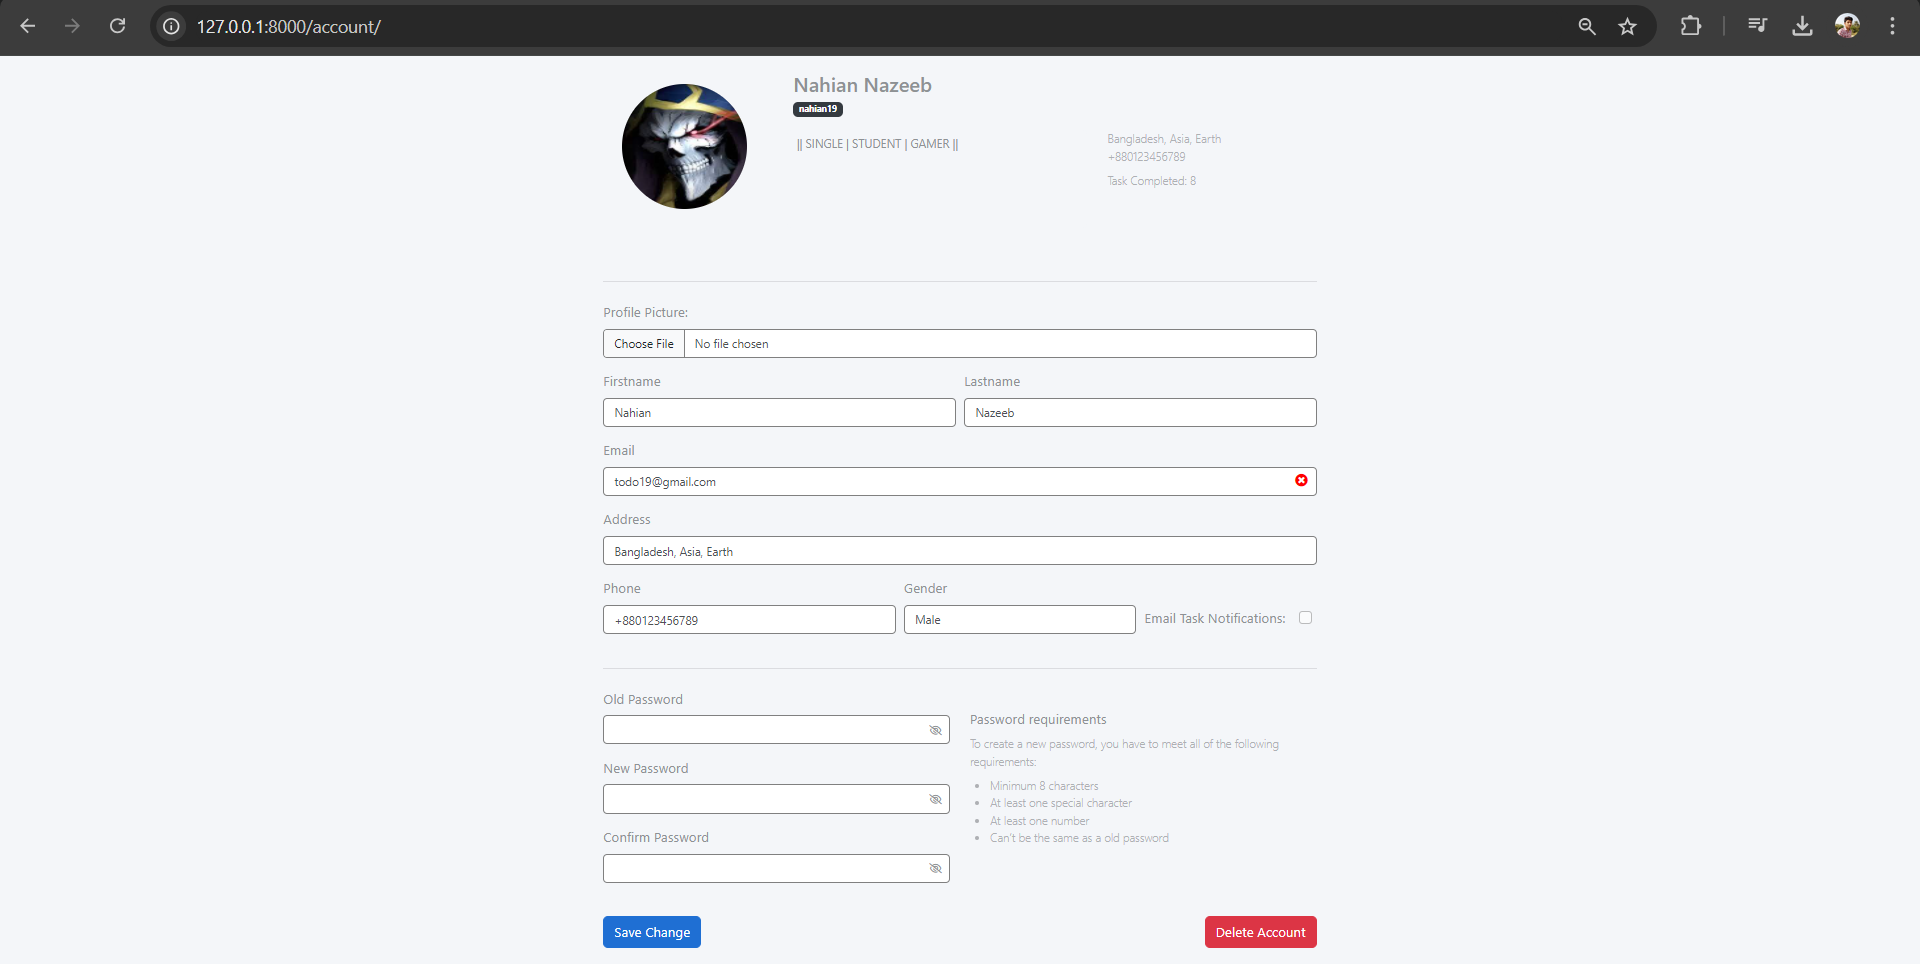 127.0.0.1:8000/account/
Nahian Nazeeb
nahian19
|| SINGLE | STUDENT | GAMER ||
Bangladesh, Asia, Earth
+880123456789
Task Completed: 8
Profile Picture:
Choose File No file chosen
Firstname Lastname
Nahian Nazeeb
Email
todo19@gmail.com
Address
Bangladesh, Asia, Earth
Phone Gender
+880123456789 Male Email Task Notifications:
Old Password
New Password
Confirm Password
Password requirements
To create a new password, you have to meet all of the following
requirements:
Minimum 8 characters
At least one special character
At least one number
Can't be the same as a old password
Save Change Delete Account